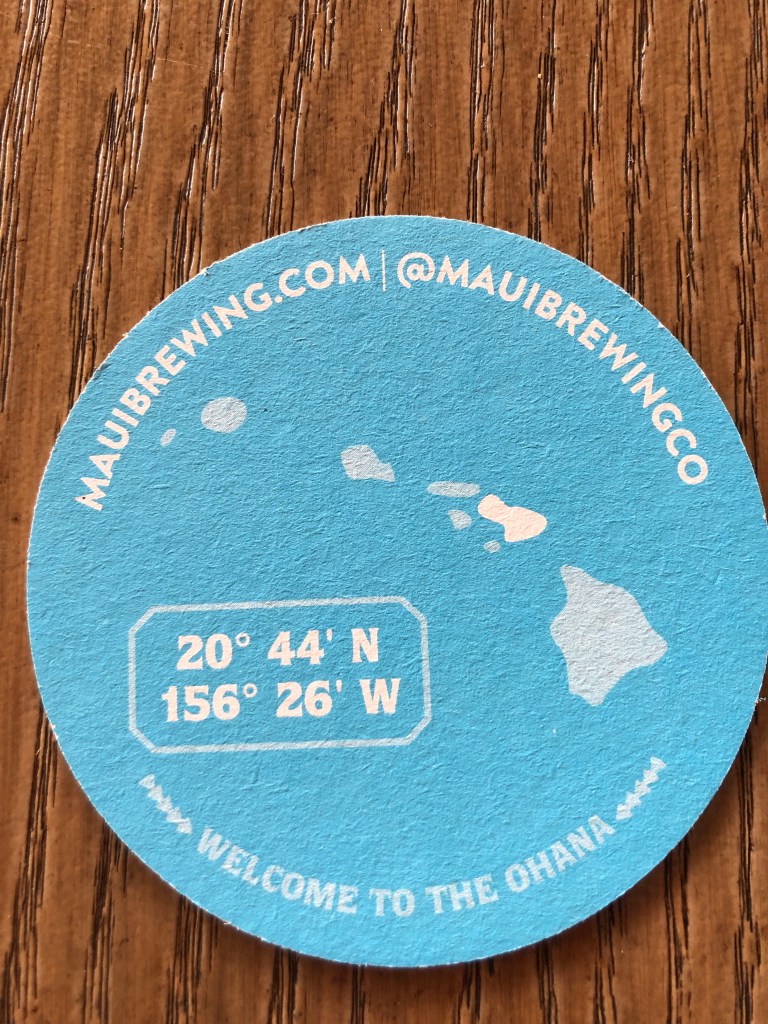 MAUIBREWING.COM | @MAUIBREWINGCO
20° 44' N
156° 26' W
WELCOME TO THE OHANA